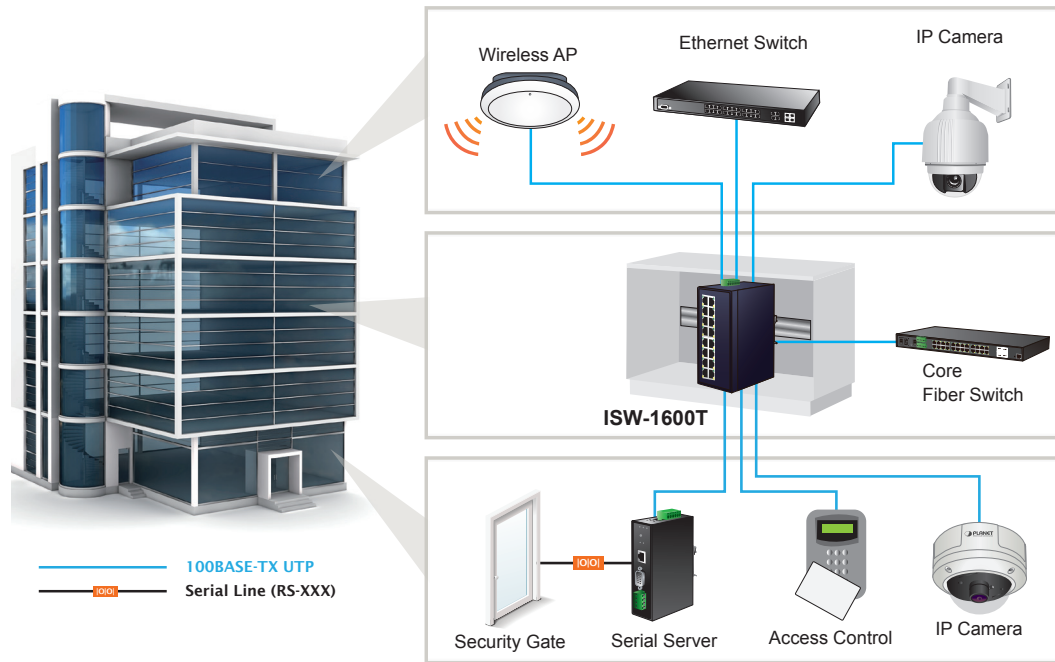 Wireless AP
Ethernet Switch
IP Camera
ISW-1600T
Core
Fiber Switch
100BASE-TX UTP
|O|O|
Serial Line (RS-XXX)
|O|O|
PLANET
Security Gate
Serial Server
Access Control
IP Camera